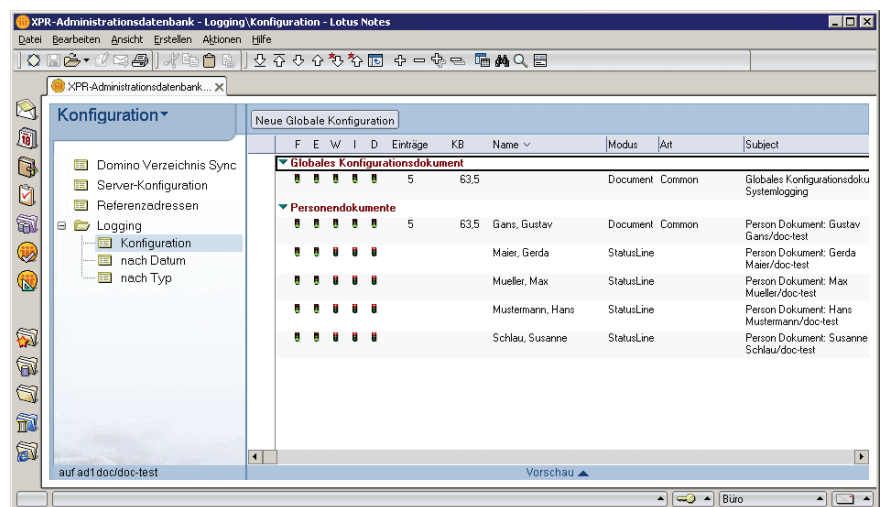 XPR-Administrationsdatenbank - Logging\Konfiguration - Lotus Notes
Datei Bearbeiten Ansicht Erstellen Aktionen Hilfe
XPR-Administrationsdatenbank...
Konfiguration
Neue Globale Konfiguration
F E W I D Einträge KB Name Modus Art Subject
Domino Verzeichnis Sync
Server-Konfiguration
Referenzadressen
Logging
Konfiguration
nach Datum
nach Typ
Globales Konfigurationsdokument
5 63,5 Document Common Globales Konfigurationsdoku
Systemlogging
Personendokumente
5 63,5 Gans, Gustav Document Common Person Dokument: Gustav
Gans/doc-test
Maier, Gerda StatusLine Person Dokument: Gerda
Maier/doc-test
Mueller, Max StatusLine Person Dokument: Max
Mueller/doc-test
Mustermann, Hans StatusLine Person Dokument: Hans
Mustermann/doc-test
Schlau, Susanne StatusLine Person Dokument: Susanne
Schlau/doc-test
auf ad1doc/doc-test
Vorschau
Büro